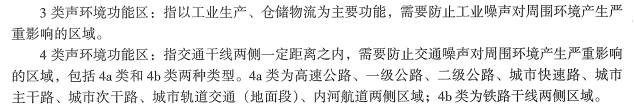 3 类声环境功能区：指以工业生产、仓储物流为主要功能，需要防止工业噪声对周围环境产生严
重影响的区域。
4 类声环境功能区：指交通干线两侧一定距离之内，需要防止交通噪声对周围环境产生严重影响
的区域，包括 4a 类和 4b 类两种类型。4a 类为高速公路、一级公路、二级公路、城市快速路、城市
主干路、城市次干路、城市轨道交通（地面段）、内河航道两侧区域；4b 类为铁路干线两侧区域。